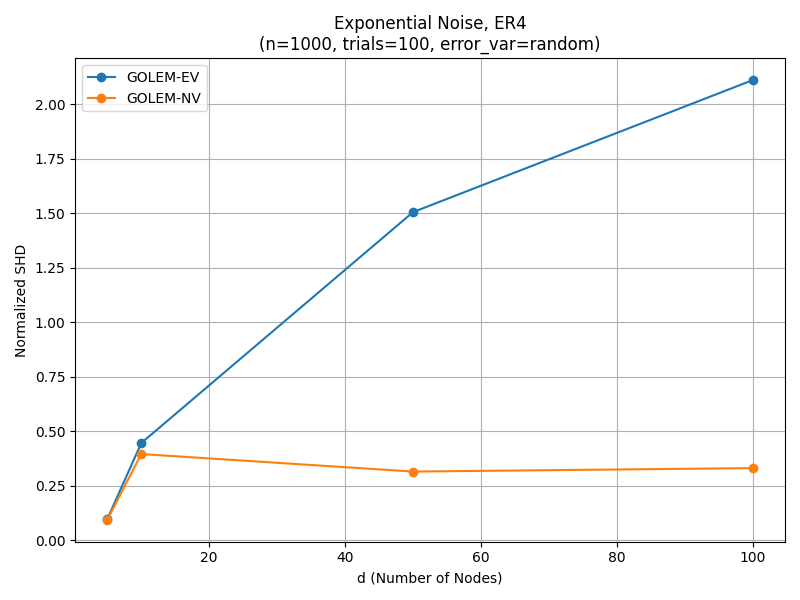 Exponential Noise, ER4
(n=1000, trials=100, error_var=random)
GOLEM-EV
GOLEM-NV
Normalized SHD
2.00
1.75
1.50
1.25
1.00
0.75
0.50
0.25
0.00
20
40
60
80
100
d (Number of Nodes)